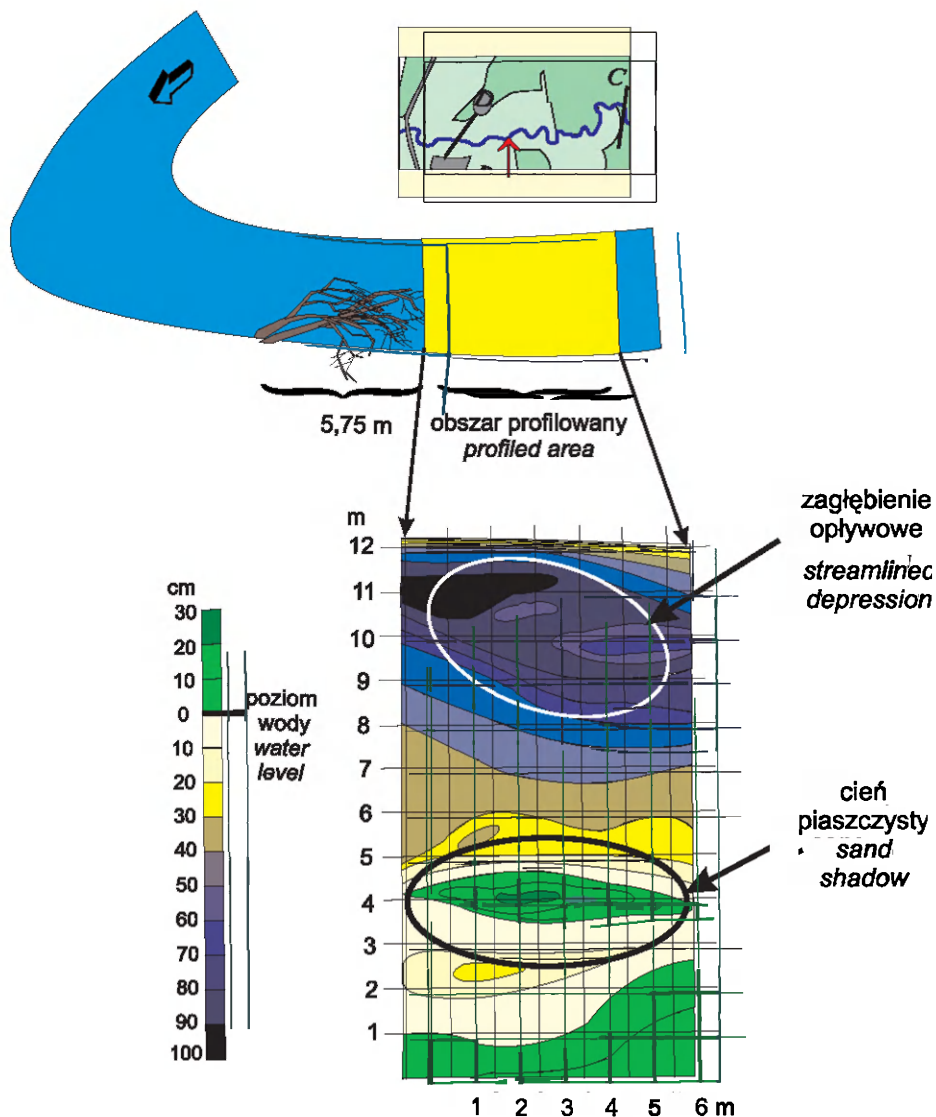 C
5,75 m
obszar profilowany
profiled area
zagłębienie
opływowe
streamlined
depression
m
12
11
10
9
8
7
6
5
4
3
2
1
cm
30
20
10
0
10
20
30
40
50
60
70
80
90
100
poziom
wody
water
level
cień
piaszczysty
sand
shadow
1 2 3 4 5 6 m